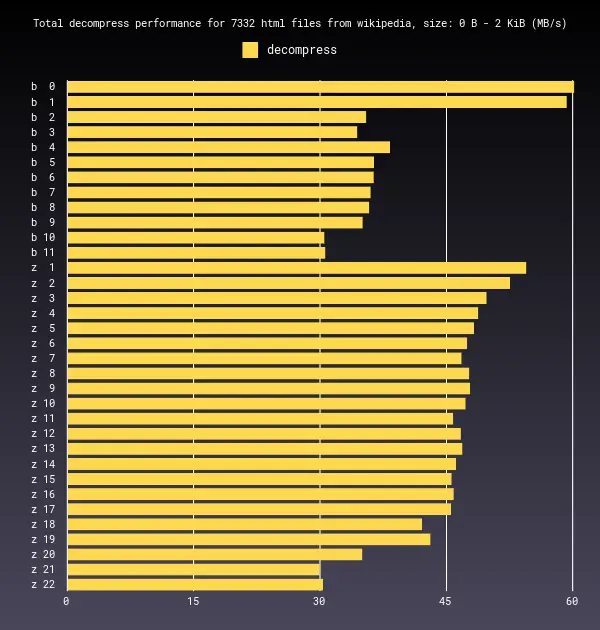 Total decompress performance for 7332 html files from wikipedia, size: 0 B - 2 KiB (MB/s)
decompress
b 0
b 1
b 2
b 3
b 4
b 5
b 6
b 7
b 8
b 9
b 10
b 11
z 1
z 2
z 3
z 4
z 5
z 6
z 7
z 8
z 9
z 10
z 11
z 12
z 13
z 14
z 15
z 16
z 17
z 18
z 19
z 20
z 21
z 22
0 15 30 45 60